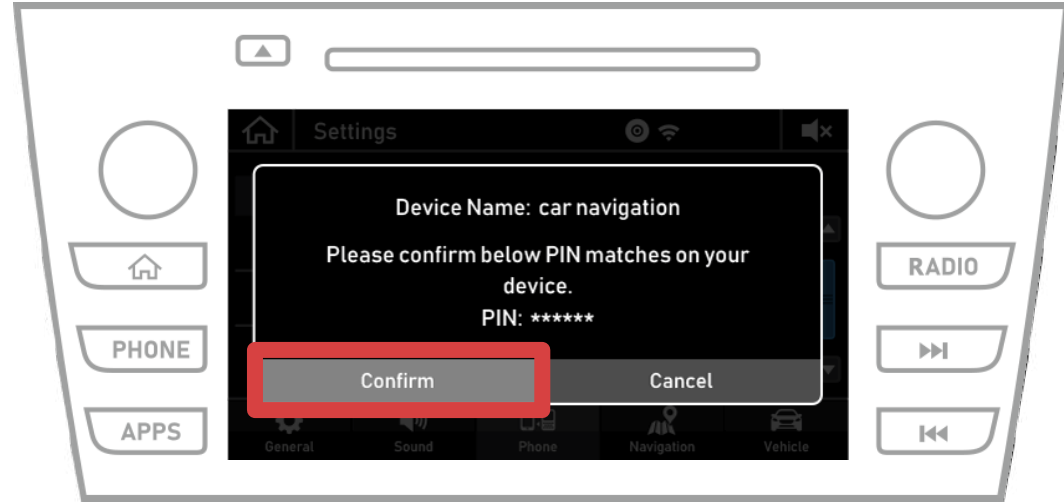 Settings
Device Name: car navigation
Please confirm below PIN matches on your
device.
PIN: ******
Confirm
Cancel
General
Sound
Phone
Navigation
Vehicle
PHONE
APPS
RADIO